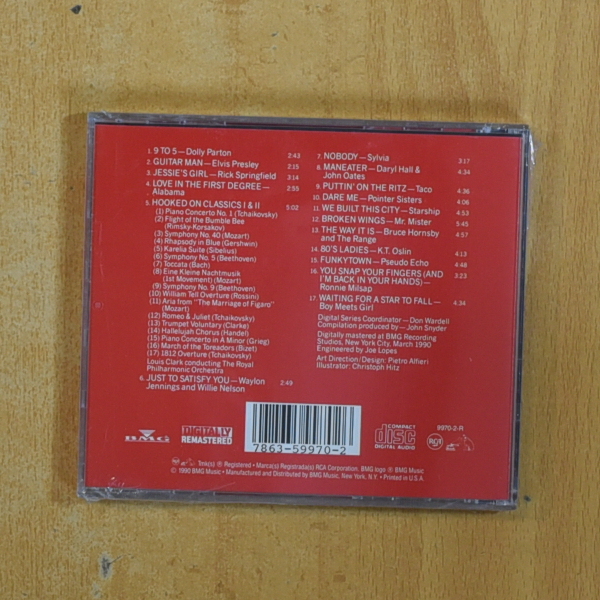 1. 9 TO 5—Dolly Parton 2:43
2. GUITAR MAN—Elvis Presley 2:15
3. JESSIE'S GIRL—Rick Springfield 3:14
4. LOVE IN THE FIRST DEGREE— 2:55
Alabama
5. HOOKED ON CLASSICS I & II 5:02
(1) Piano Concerto No. 1 (Tchaikovsky)
(2) Flight of the Bumble Bee
(Rimsky-Korsakov)
(3) Symphony No. 40 (Mozart)
(4) Rhapsody in Blue (Gershwin)
(5) Karelia Suite (Sibelius)
(6) Symphony No. 5 (Beethoven)
(7) Toccata (Bach)
(8) Eine Kleine Nachtmusik
(1st Movement) (Mozart)
(9) Symphony No. 9 (Beethoven)
(10) William Tell Overture (Rossini)
(11) Aria from "The Marriage of Figaro"
(Mozart)
(12) Romeo & Juliet (Tchaikovsky)
(13) Trumpet Voluntary (Clarke)
(14) Hallelujah Chorus (Handel)
(15) Piano Concerto in A Minor (Grieg)
(16) March of the Toreadors (Bizet)
(17) 1812 Overture (Tchaikovsky)
Louis Clark conducting The Royal
Philharmonic Orchestra
6. JUST TO SATISFY YOU—Waylon 2:49
Jennings and Willie Nelson
7. NOBODY—Sylvia 3:17
8. MANEATER—Daryl Hall & 4:34
John Oates
9. PUTTIN' ON THE RITZ—Taco 4:36
10. DARE ME—Pointer Sisters 4:06
11. WE BUILT THIS CITY—Starship 4:53
12. BROKEN WINGS—Mr. Mister 5:45
13. THE WAY IT IS—Bruce Hornsby 4:57
and The Range
14. 80'S LADIES—K.T. Oslin 4:13
15. FUNKYTOWN—Pseudo Echo 4:48
16. YOU SNAP YOUR FINGERS (AND 3:23
I'M BACK IN YOUR HANDS)—
Ronnie Milsap
17. WAITING FOR A STAR TO FALL— 4:34
Boy Meets Girl
Digital Series Coordinator—Don Wardell
Compilation produced by—John Snyder
Digitally mastered at BMG Recording
Studios, New York City, March 1990
Engineered by Joe Lopes
Art Direction/Design: Pietro Alfieri
Illustrator: Christoph Hitz
BMG
DIGITALLY
REMASTERED
7863-59970-2
COMPACT
disc
DIGITAL AUDIO
9970-2-R
RCA
Tmk(s) ® Registered • Marca(s) Registrada(s) RCA Corporation, BMG logo ® BMG Music
© 1990 BMG Music • Manufactured and Distributed by BMG Music, New York, N.Y. • Printed in U.S.A.